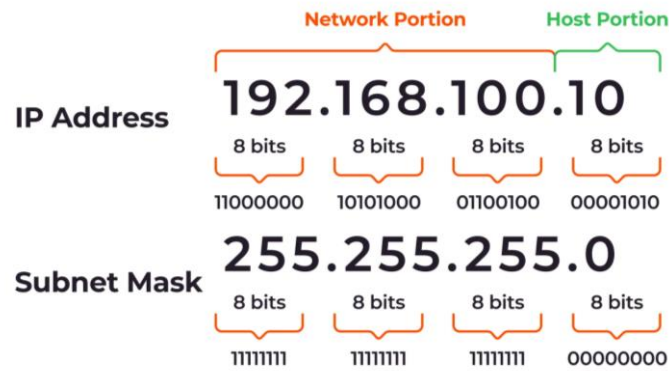 Network Portion Host Portion
IP Address 192.168.100.10
8 bits 8 bits 8 bits 8 bits
11000000 10101000 01100100 00001010
Subnet Mask 255.255.255.0
8 bits 8 bits 8 bits 8 bits
11111111 11111111 11111111 00000000